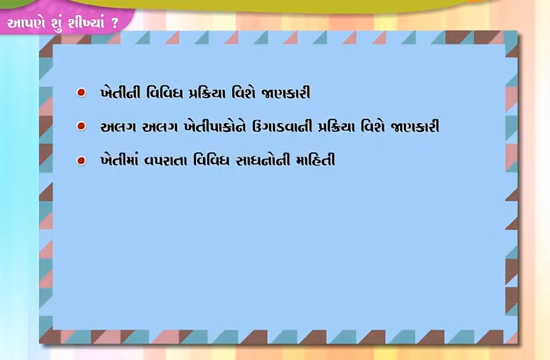 આપણે શું શીખ્યાં ?
ખેતીની વિવિધ પ્રક્રિયા વિશે જાણકારી
અલગ અલગ ખેતીપાકોને ઉગાડવાની પ્રક્રિયા વિશે જાણકારી
ખેતીમાં વપરાતા વિવિધ સાધનોની માહિતી